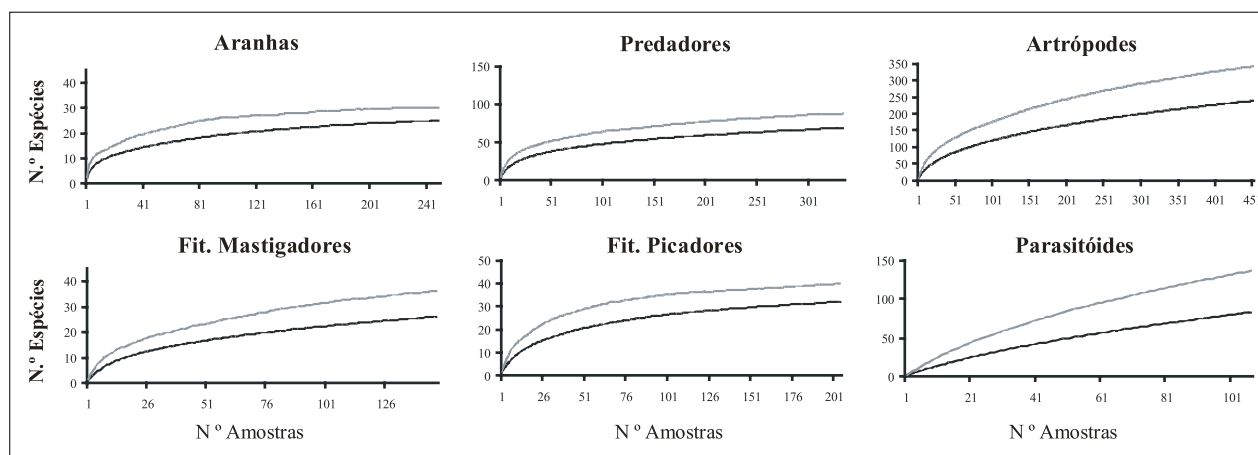 Aranhas
Predadores
Artrópodes
N.º Espécies
40
30
20
10
0
1 41 81 121 161 201 241
150
100
50
0
1 51 101 151 201 251 301
350
300
250
200
150
100
50
0
1 51 101 151 201 251 301 351 401 45
Fit. Mastigadores
Fit. Picadores
Parasitóides
N.º Espécies
40
30
20
10
0
1 26 51 76 101 126
50
40
30
20
10
0
1 26 51 76 101 126 151 176 201
150
100
50
0
1 21 41 61 81 101
N º Amostras
N º Amostras
N º Amostras